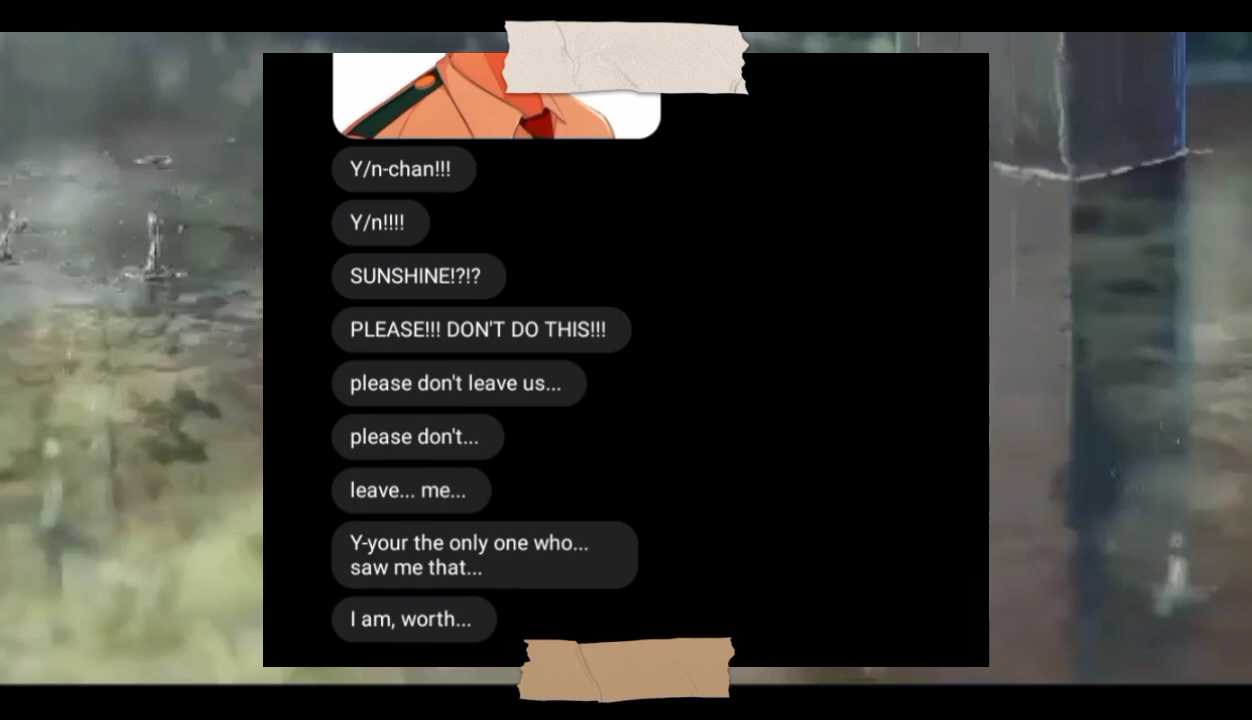 Y/n-chan!!!
Y/n!!!!
SUNSHINE!?!?
PLEASE!!! DON'T DO THIS!!!
please don't leave us...
please don't...
leave... me...
Y-your the only one who...
saw me that...
I am, worth...